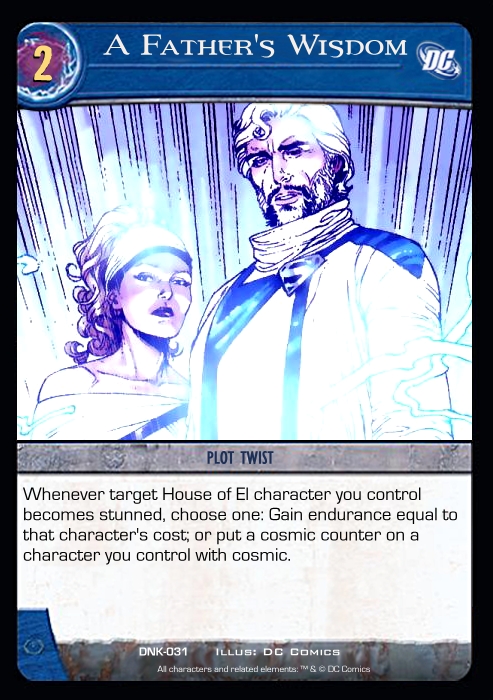 2
A Father's Wisdom
DC
PLOT TWIST
Whenever target House of El character you control
becomes stunned, choose one: Gain endurance equal to
that character's cost; or put a cosmic counter on a
character you control with cosmic.
DNK-031 Illus: DC Comics
All characters and related elements: ™ & © DC Comics